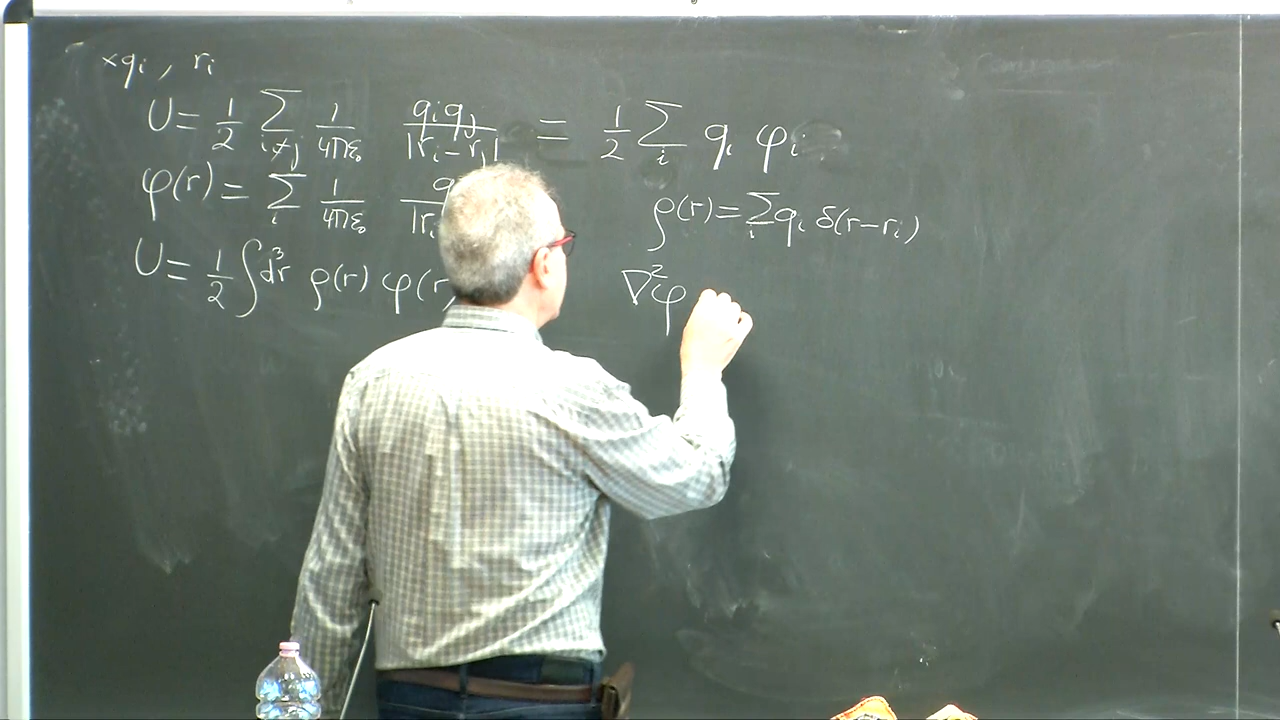 ×qᵢ, rᵢ
U = 1/2 Σ_{i≠j} 1/4πε₀ qᵢqⱼ/|rᵢ−rⱼ| = 1/2 Σᵢ qᵢ φᵢ
φ(r) = Σᵢ 1/4πε₀ q/|rᵢ
ρ(r) = Σᵢ qᵢ δ(r−rᵢ)
U = 1/2 ∫d³r ρ(r) φ(r
∇²φ